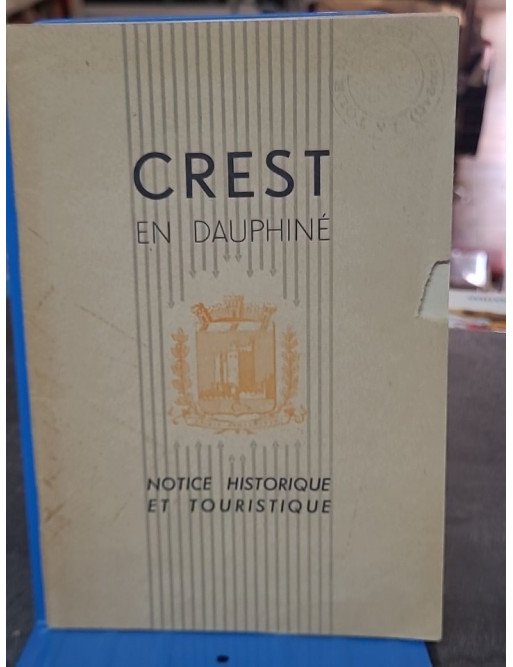 CREST
EN DAUPHINÉ
NOTICE HISTORIQUE
ET TOURISTIQUE